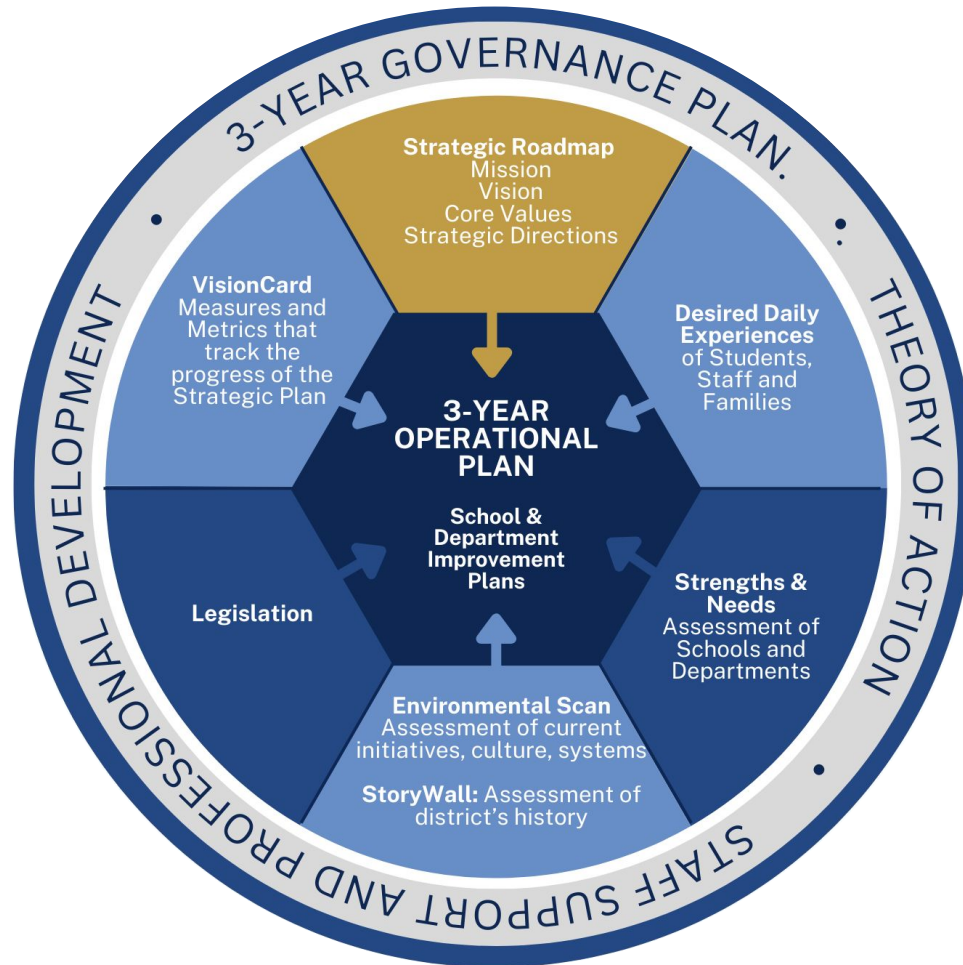 3-YEAR GOVERNANCE PLAN.
THEORY OF ACTION
STAFF SUPPORT AND PROFESSIONAL DEVELOPMENT
Strategic Roadmap
Mission
Vision
Core Values
Strategic Directions
VisionCard
Measures and
Metrics that
track the
progress of the
Strategic Plan
Desired Daily
Experiences
of Students,
Staff and
Families
3-YEAR
OPERATIONAL
PLAN
School &
Department
Improvement
Plans
Legislation
Strengths &
Needs
Assessment of
Schools and
Departments
Environmental Scan
Assessment of current
initiatives, culture, systems
StoryWall: Assessment of
district's history